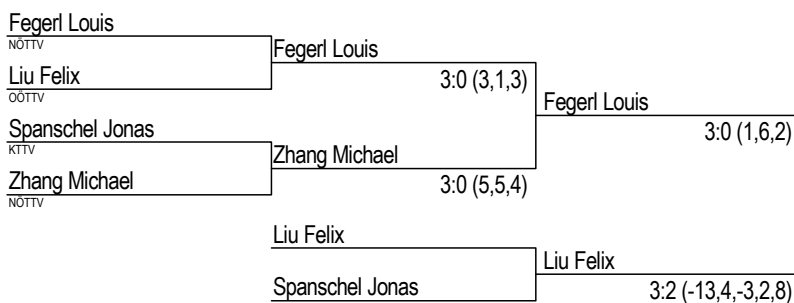 Fegerl Louis
NÖTTV
Fegerl Louis
Liu Felix
3:0 (3,1,3)
OÖTTV
Fegerl Louis
Spanschel Jonas
3:0 (1,6,2)
KTTV
Zhang Michael
Zhang Michael
3:0 (5,5,4)
NÖTTV
Liu Felix
Liu Felix
Spanschel Jonas
3:2 (-13,4,-3,2,8)